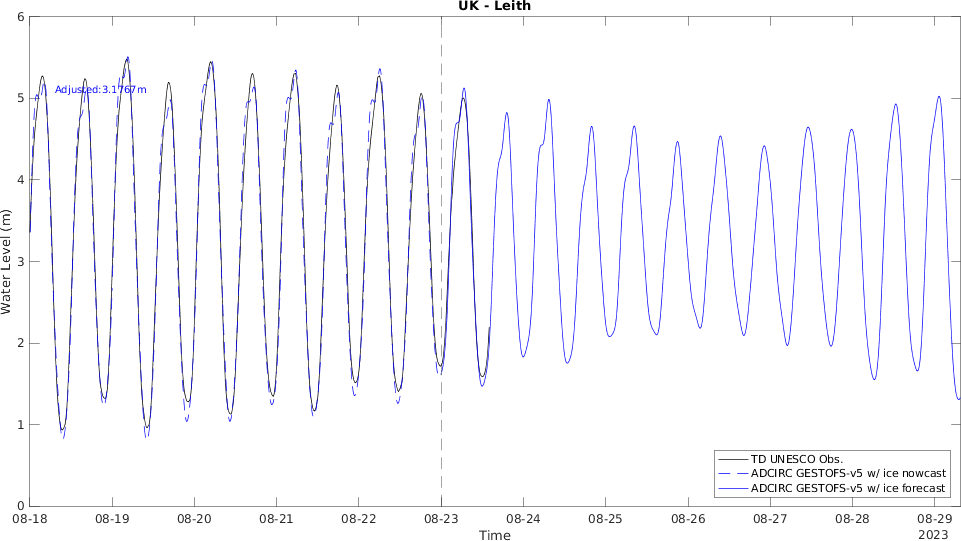 UK - Leith
6
5
4
3
2
1
0
Water Level (m)
Adjusted:3.1767m
TD UNESCO Obs.
ADCIRC GESTOFS-v5 w/ ice nowcast
ADCIRC GESTOFS-v5 w/ ice forecast
08-18 08-19 08-20 08-21 08-22 08-23 08-24 08-25 08-26 08-27 08-28 08-29
Time
2023